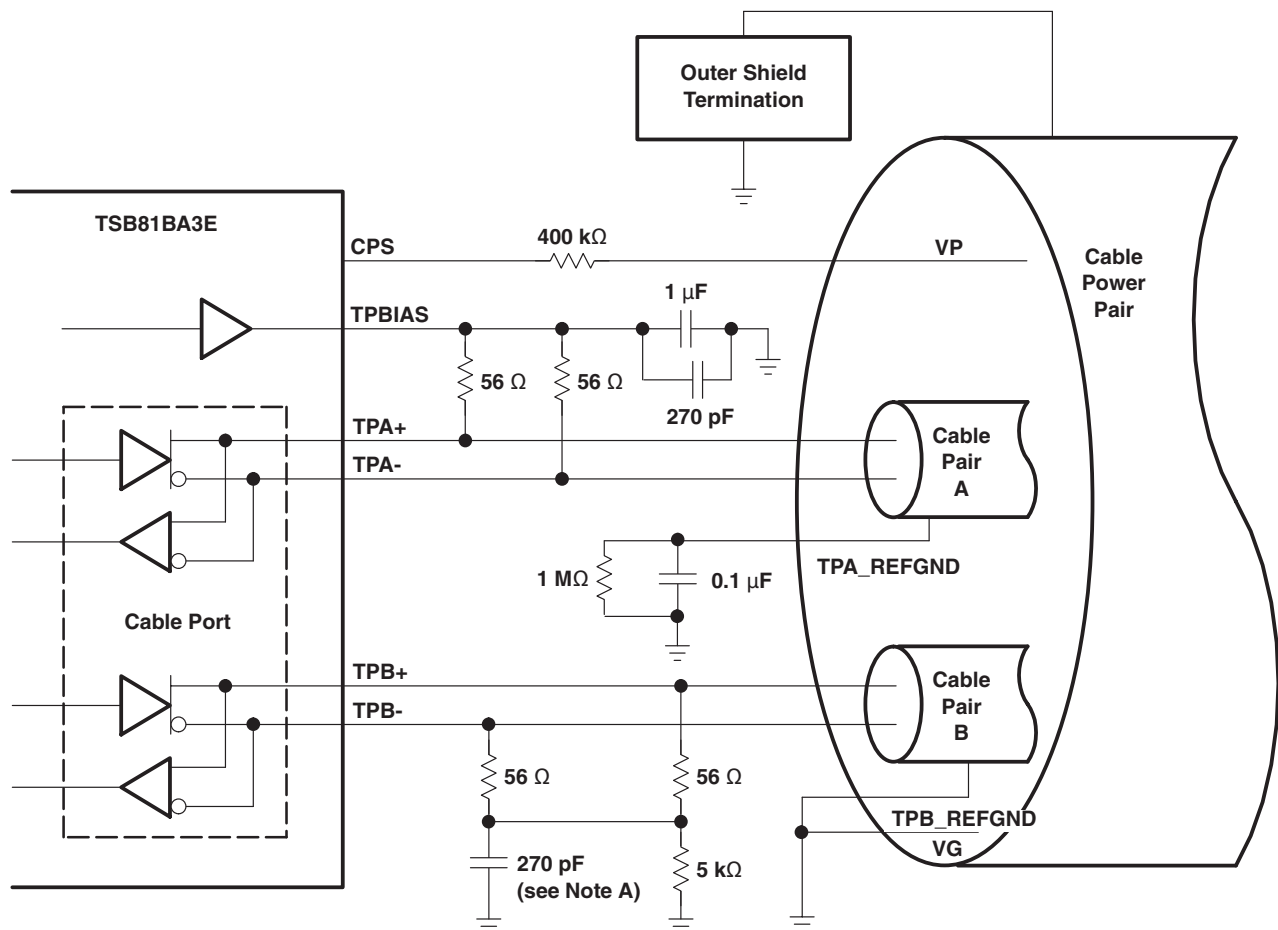 Outer Shield
Termination
TSB81BA3E
CPS
400 kΩ
VP
Cable
Power
Pair
TPBIAS
1 µF
56 Ω
56 Ω
270 pF
TPA+
TPA-
Cable
Pair
A
1 MΩ
0.1 µF
TPA_REFGND
Cable Port
TPB+
TPB-
Cable
Pair
B
56 Ω
56 Ω
TPB_REFGND
VG
270 pF
(see Note A)
5 kΩ